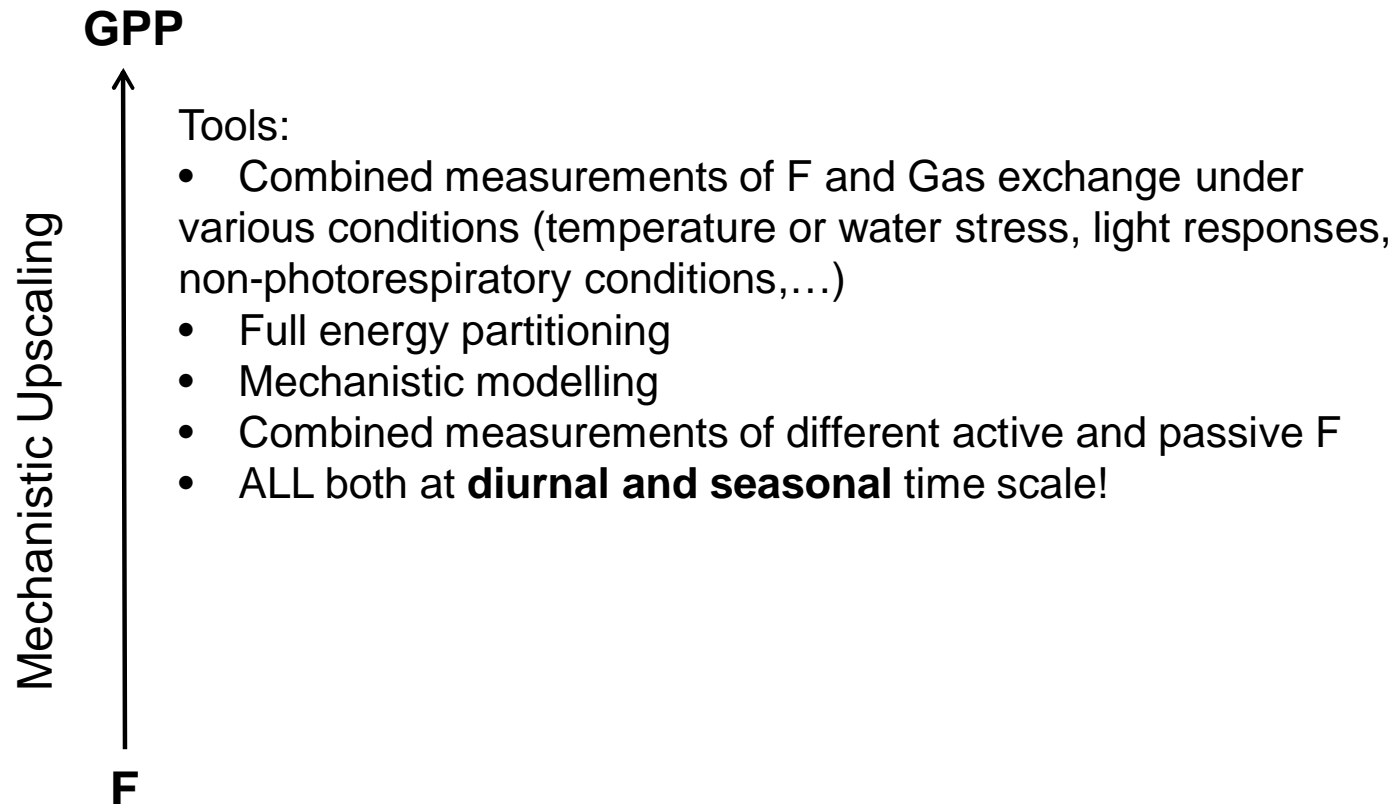 GPP
Tools:
• Combined measurements of F and Gas exchange under
various conditions (temperature or water stress, light responses,
non-photorespiratory conditions,…)
• Full energy partitioning
• Mechanistic modelling
• Combined measurements of different active and passive F
• ALL both at diurnal and seasonal time scale!
Mechanistic Upscaling
F